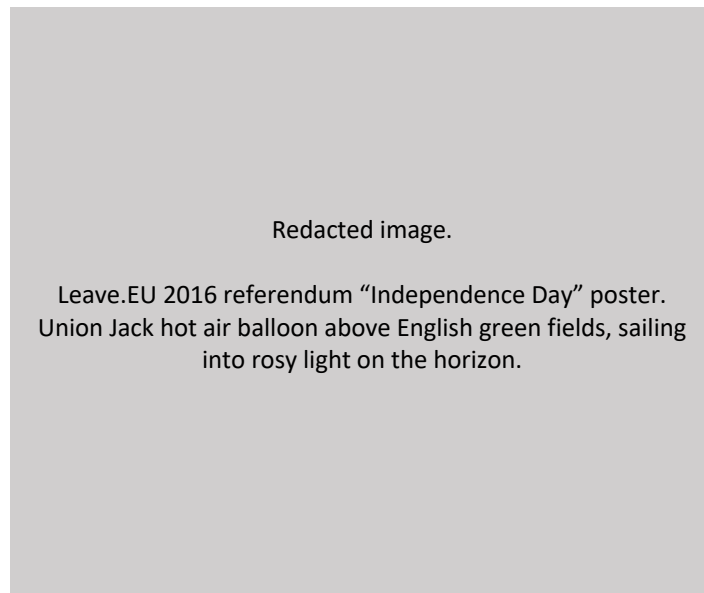 Redacted image.
Leave.EU 2016 referendum “Independence Day” poster.
Union Jack hot air balloon above English green fields, sailing
into rosy light on the horizon.